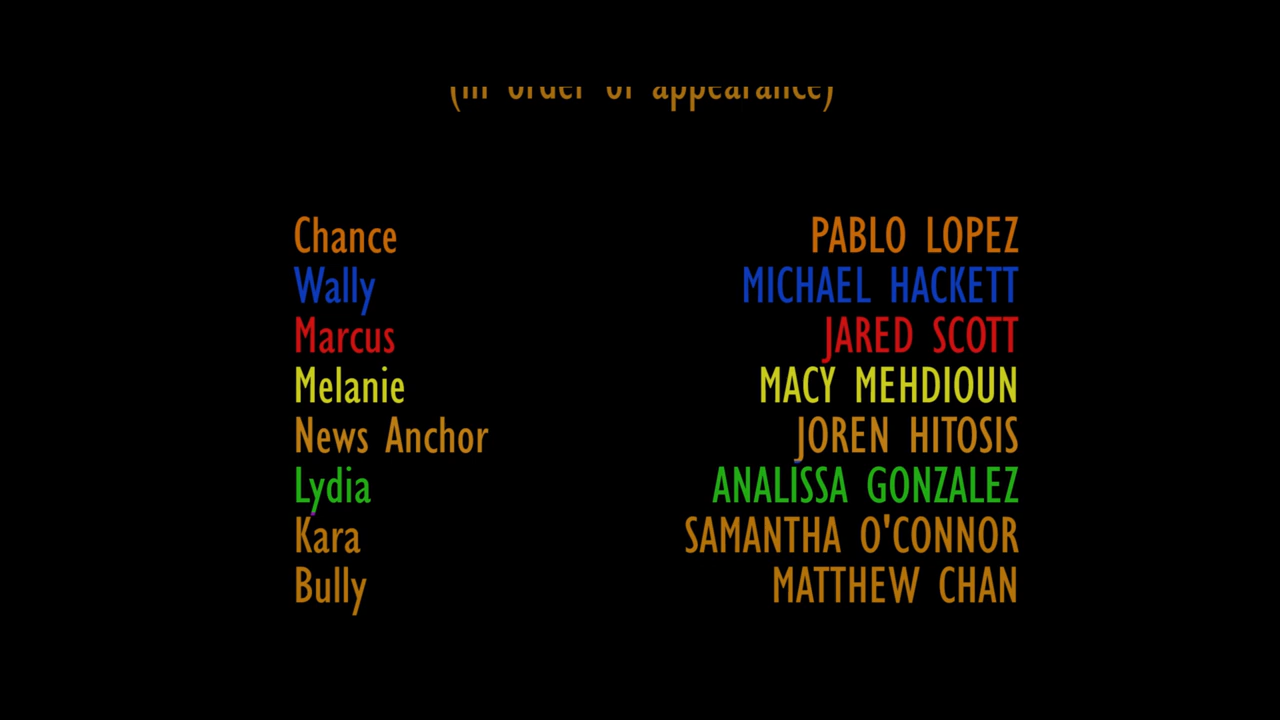 (in order of appearance)
Chance PABLO LOPEZ
Wally MICHAEL HACKETT
Marcus JARED SCOTT
Melanie MACY MEHDIOUN
News Anchor JOREN HITOSIS
Lydia ANALISSA GONZALEZ
Kara SAMANTHA O'CONNOR
Bully MATTHEW CHAN